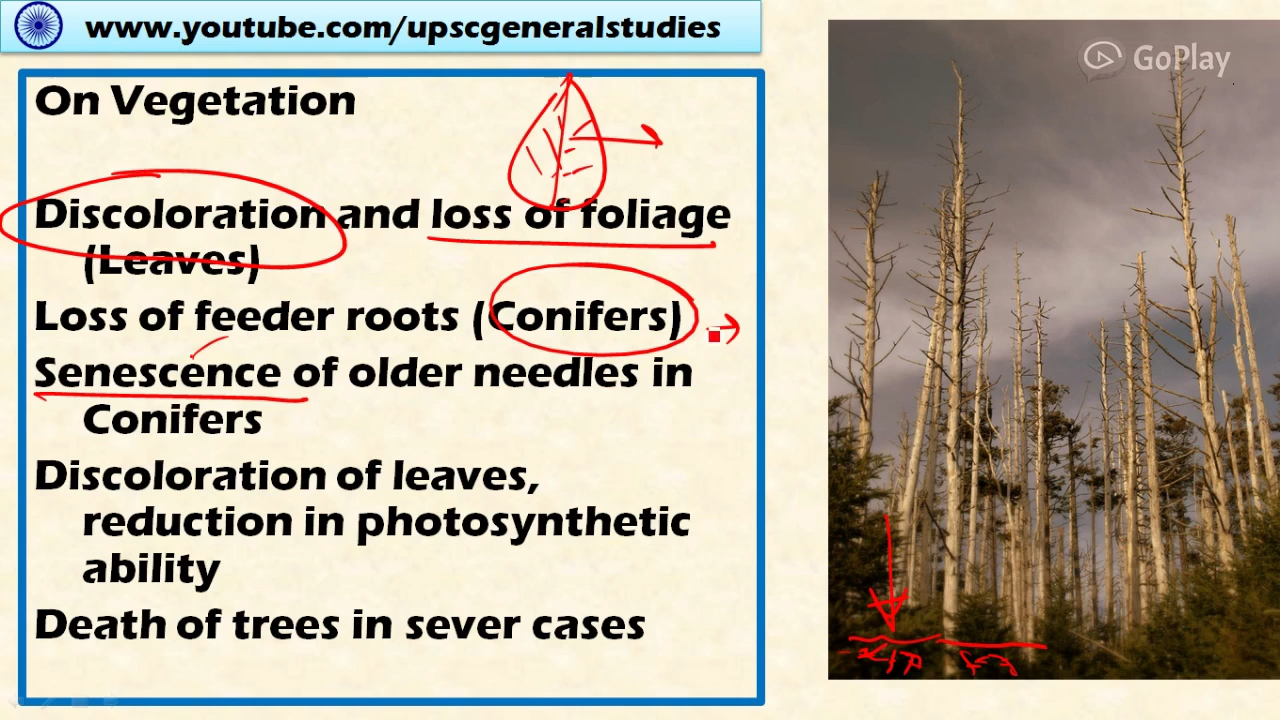 www.youtube.com/upscgeneralstudies
GoPlay
On Vegetation
Discoloration and loss of foliage
(Leaves)
Loss of feeder roots (Conifers)
Senescence of older needles in
Conifers
Discoloration of leaves,
reduction in photosynthetic
ability
Death of trees in sever cases